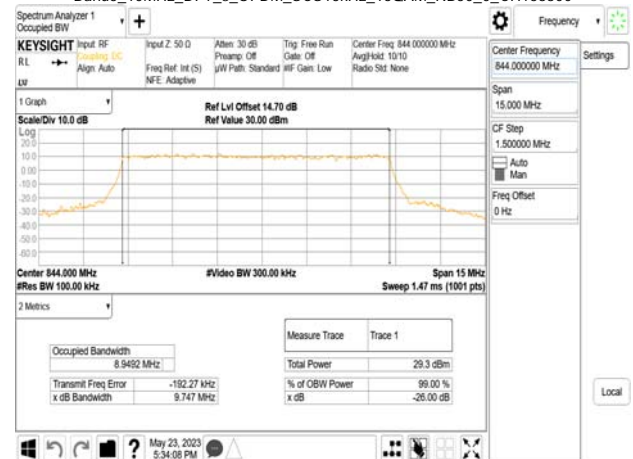 Spectrum Analyzer 1
Occupied BW
Frequency
KEYSIGHT
Input: RF
Coupling: DC
Align: Auto
Input Z: 50 Ω
Freq Ref: Int (S)
NFE: Adaptive
Atten: 30 dB
Preamp: Off
µW Path: Standard
Trig: Free Run
Gate: Off
#IF Gain: Low
Center Freq: 844.000000 MHz
Avg|Hold: 10/10
Radio Std: None
RL
Center Frequency
844.000000 MHz
Settings
Span
15.000 MHz
CF Step
1.500000 MHz
Auto
Man
Freq Offset
0 Hz
1 Graph
Scale/Div 10.0 dB
Ref Lvl Offset 14.70 dB
Ref Value 30.00 dBm
Log
20.0
10.0
0.00
-10.0
-20.0
-30.0
-40.0
-50.0
-60.0
Center 844.000 MHz
#Video BW 300.00 kHz
Span 15 MHz
#Res BW 100.00 kHz
Sweep 1.47 ms (1001 pts)
2 Metrics
Measure Trace
Trace 1
Occupied Bandwidth
8.9492 MHz
Total Power
29.3 dBm
Transmit Freq Error
-192.27 kHz
% of OBW Power
99.00 %
x dB Bandwidth
9.747 MHz
x dB
-26.00 dB
Local
May 23, 2023
5:34:08 PM